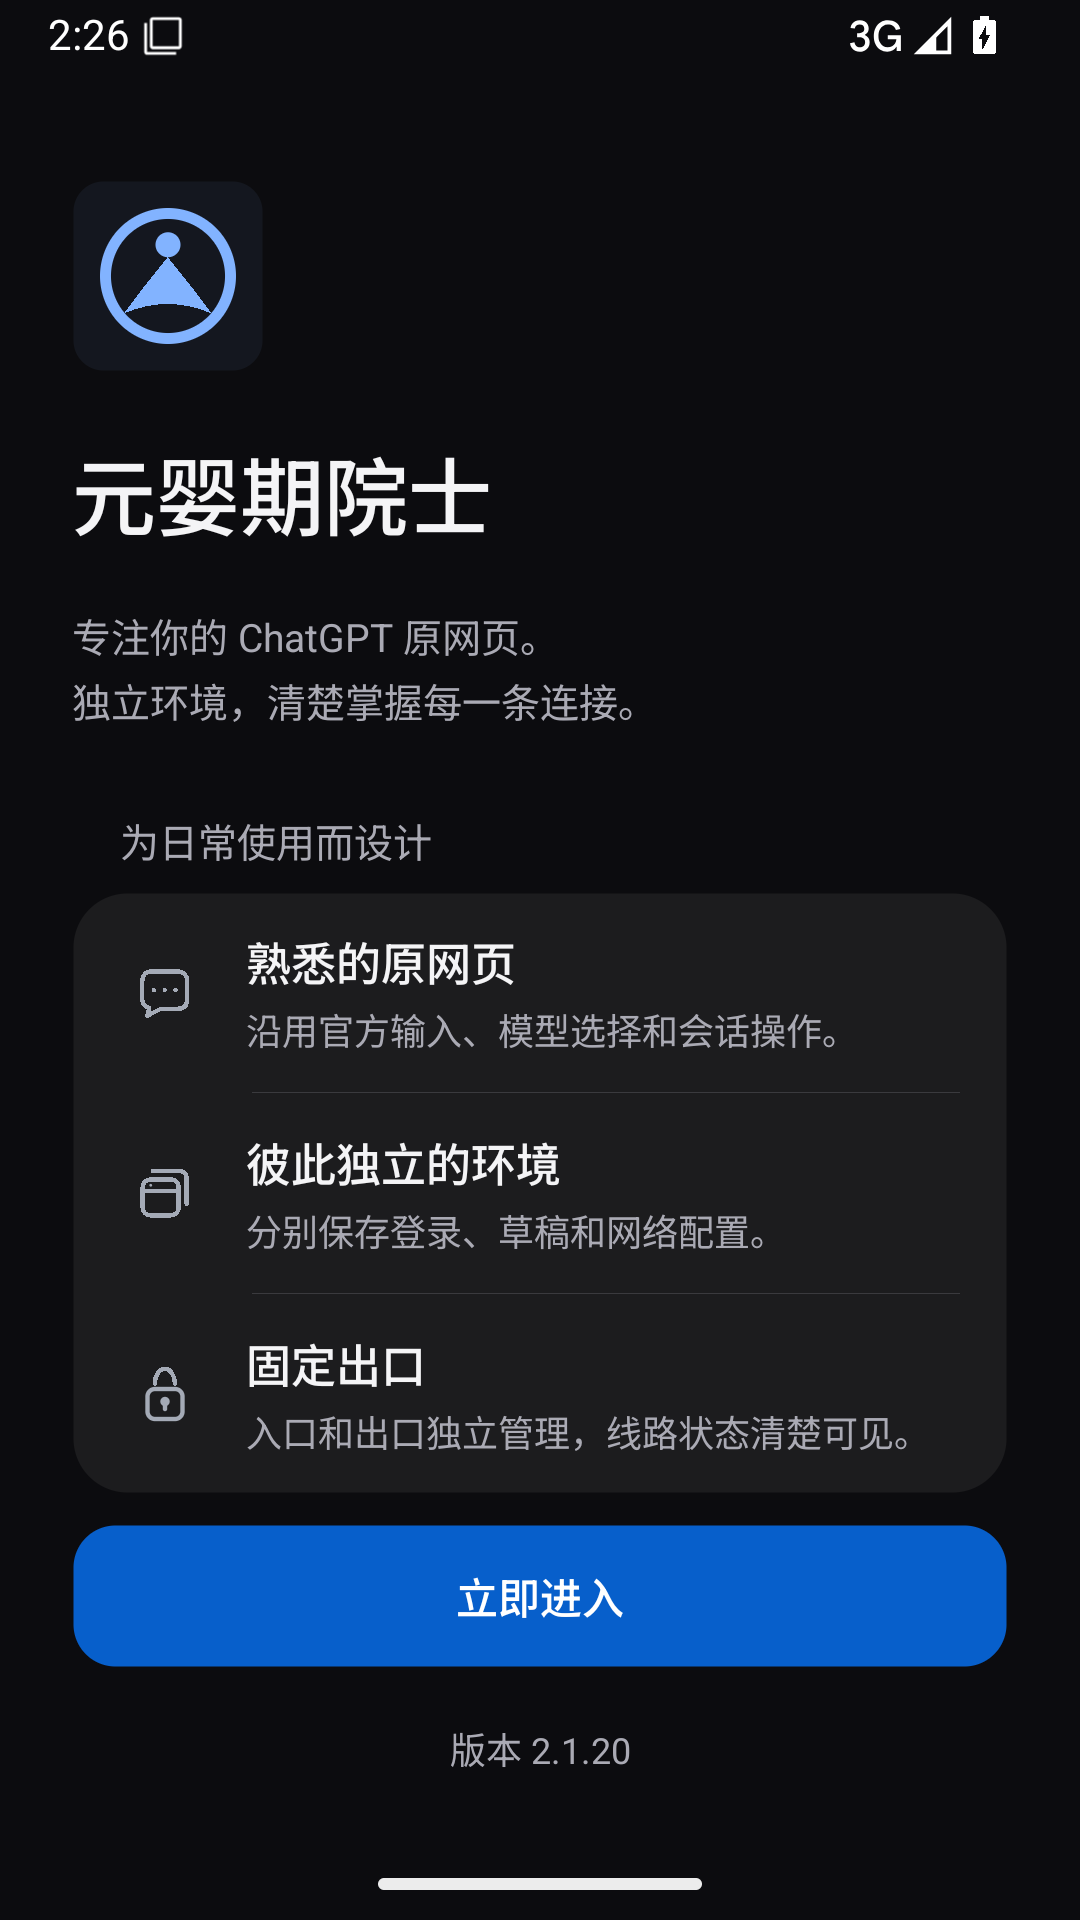 2:26
3G
元婴期院士
专注你的 ChatGPT 原网页。
独立环境，清楚掌握每一条连接。
为日常使用而设计
熟悉的原网页
沿用官方输入、模型选择和会话操作。
彼此独立的环境
分别保存登录、草稿和网络配置。
固定出口
入口和出口独立管理，线路状态清楚可见。
立即进入
版本 2.1.20